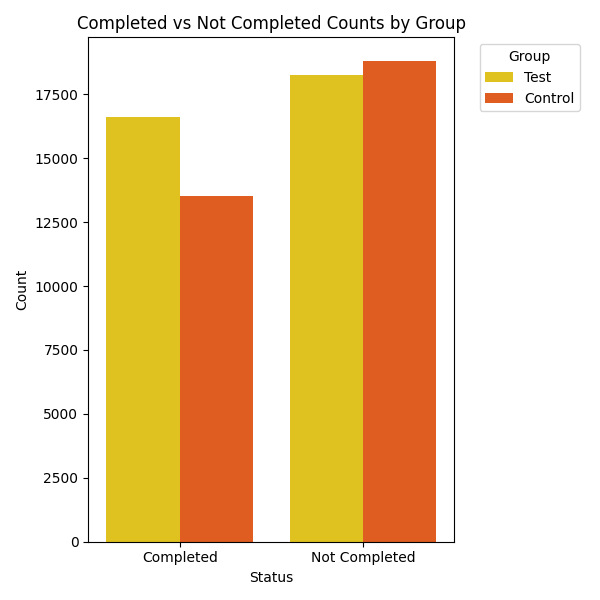 Completed vs Not Completed Counts by Group
Group
Test
Control
17500
15000
12500
10000
7500
5000
2500
0
Count
Completed
Not Completed
Status